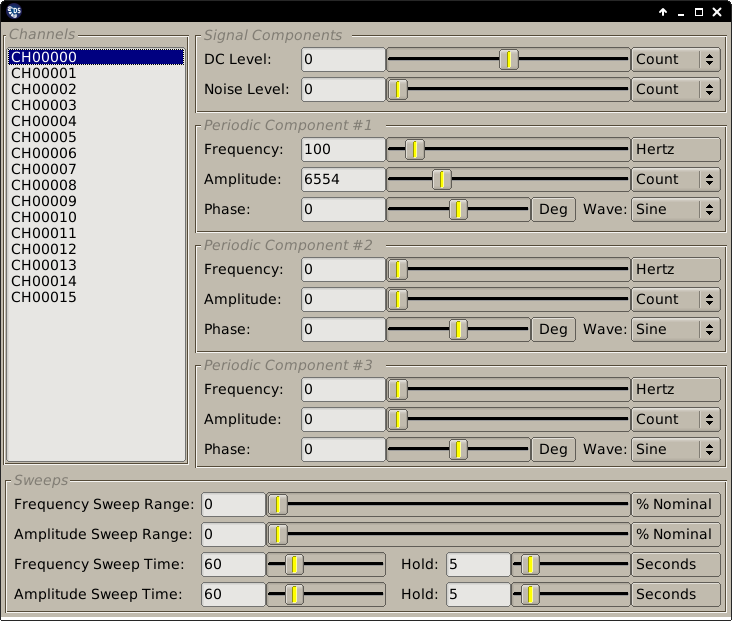 DS
Channels
CH00000
CH00001
CH00002
CH00003
CH00004
CH00005
CH00006
CH00007
CH00008
CH00009
CH00010
CH00011
CH00012
CH00013
CH00014
CH00015
Signal Components
DC Level: 0 Count
Noise Level: 0 Count
Periodic Component #1
Frequency: 100 Hertz
Amplitude: 6554 Count
Phase: 0 Deg Wave: Sine
Periodic Component #2
Frequency: 0 Hertz
Amplitude: 0 Count
Phase: 0 Deg Wave: Sine
Periodic Component #3
Frequency: 0 Hertz
Amplitude: 0 Count
Phase: 0 Deg Wave: Sine
Sweeps
Frequency Sweep Range: 0 % Nominal
Amplitude Sweep Range: 0 % Nominal
Frequency Sweep Time: 60 Hold: 5 Seconds
Amplitude Sweep Time: 60 Hold: 5 Seconds